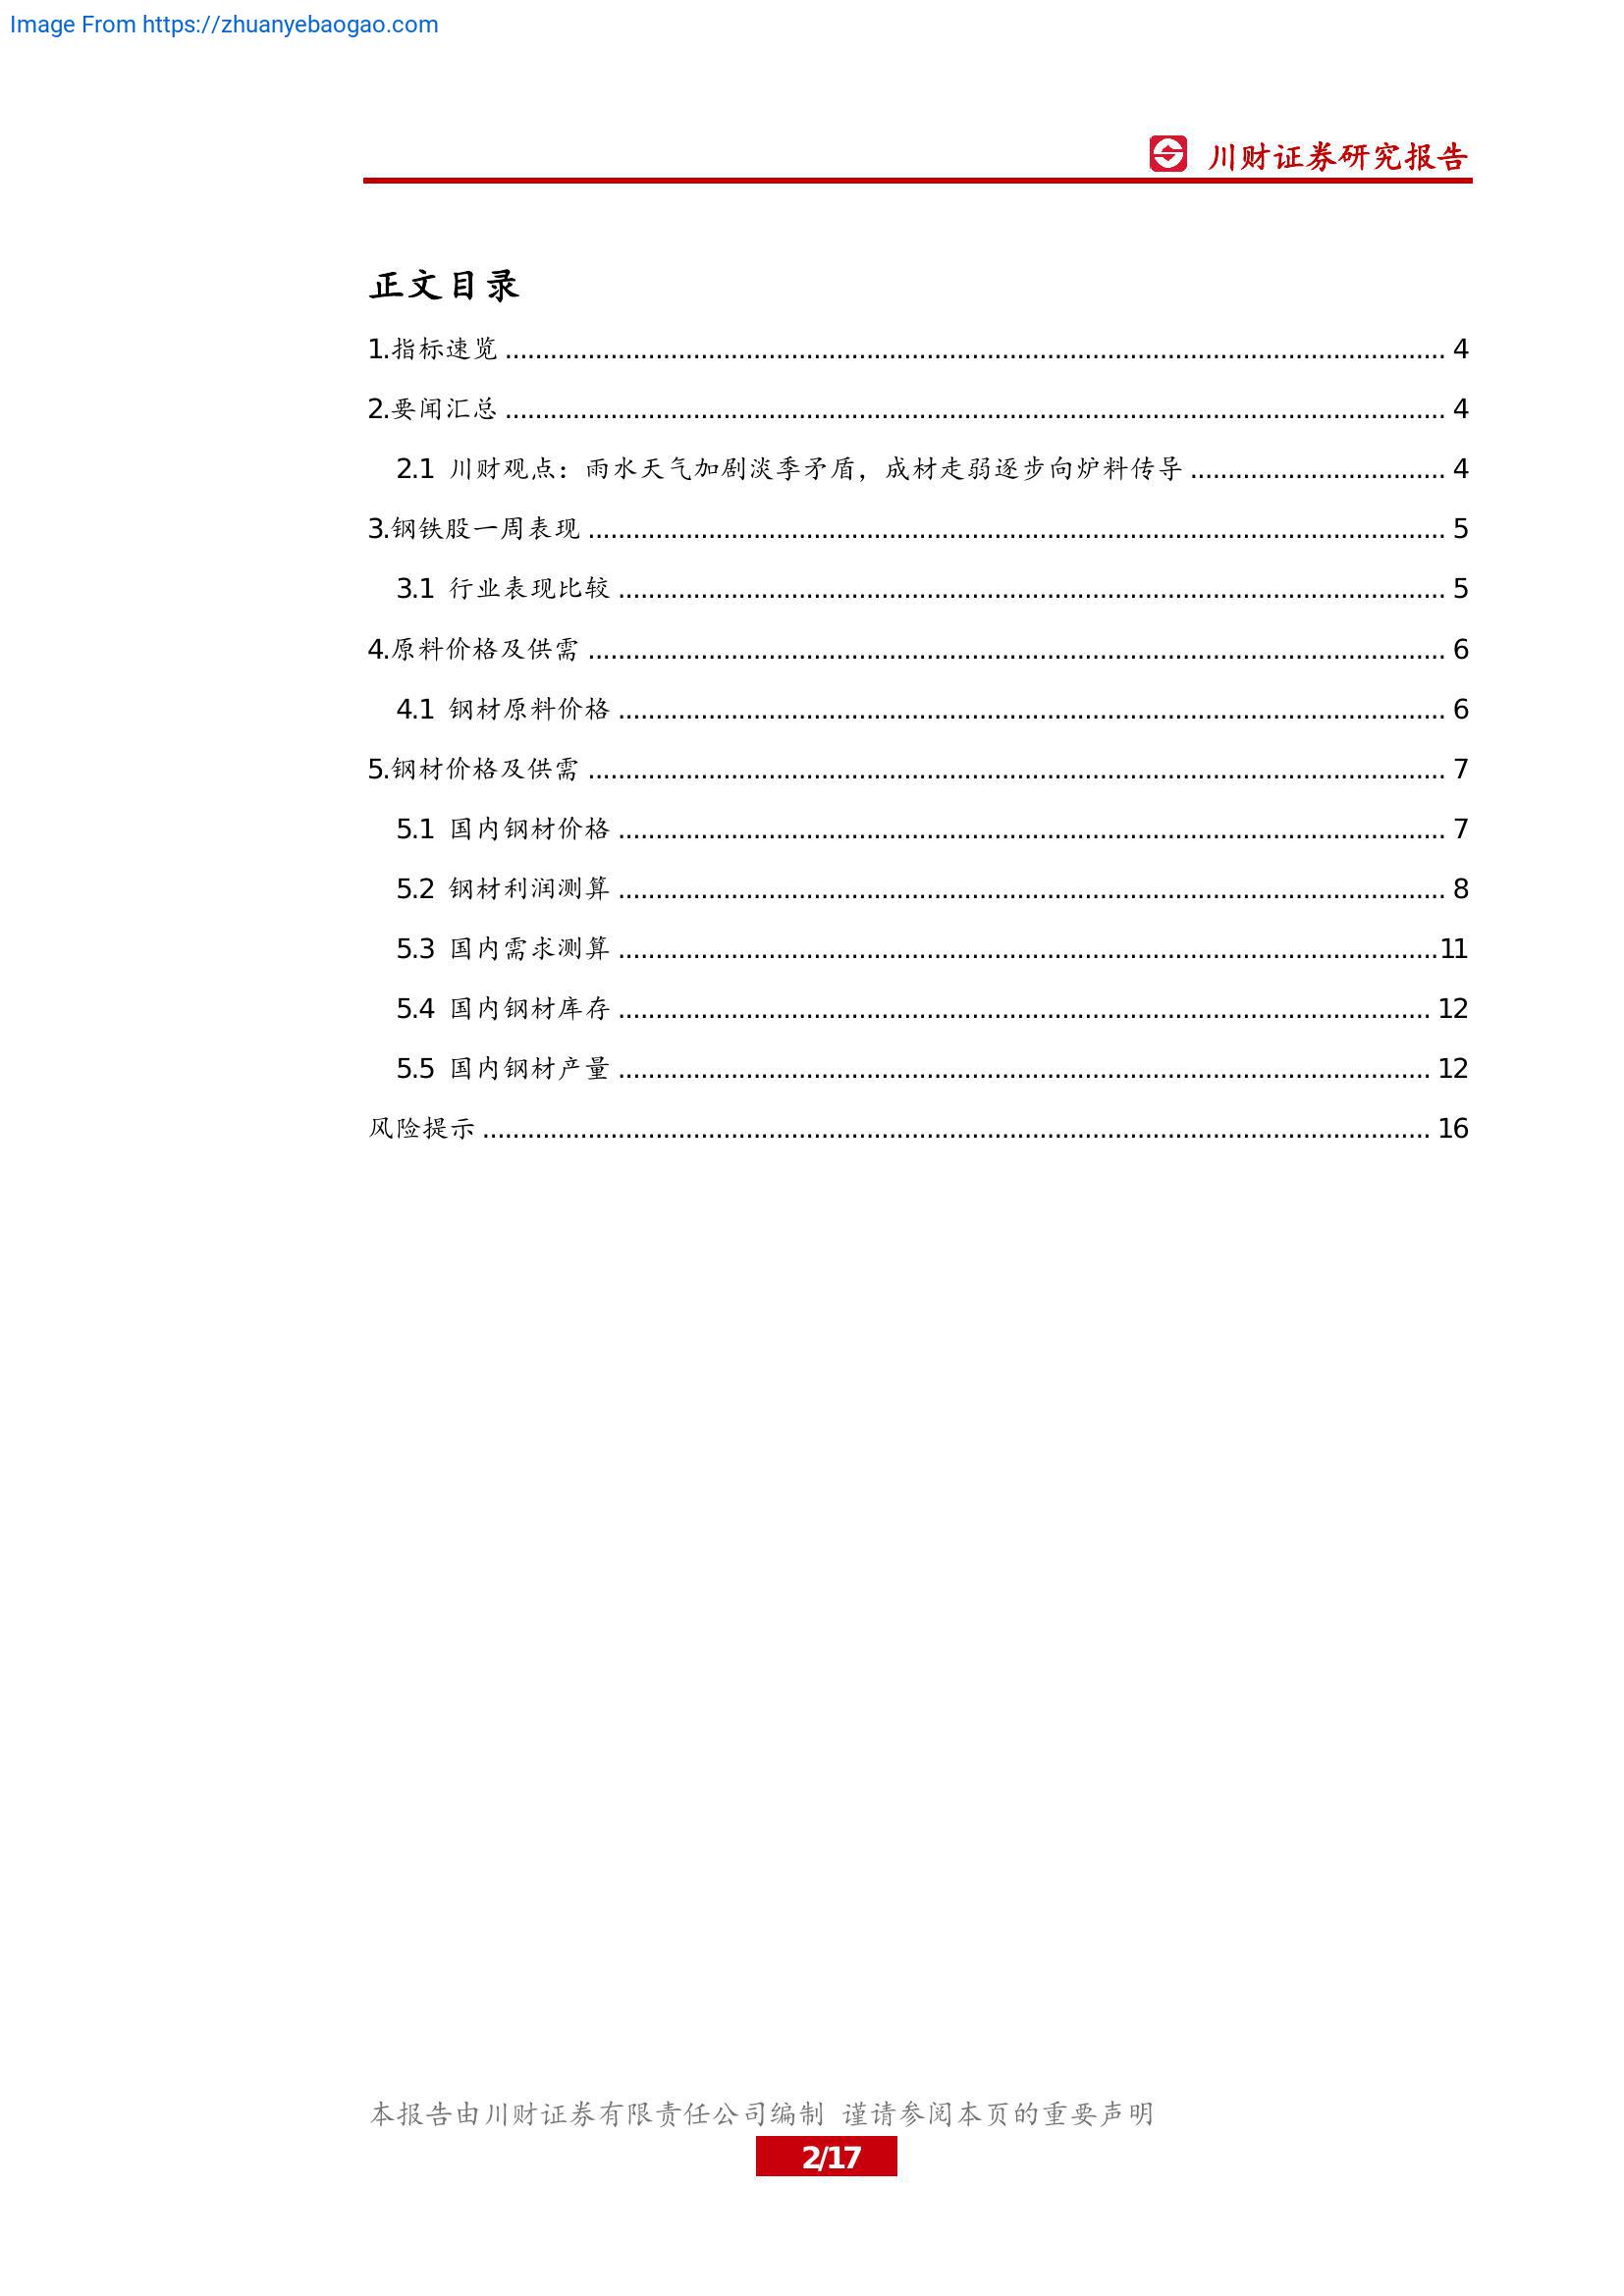 Image From https://zhuanyebaogao.com
川财证券研究报告
正文目录
1.指标速览 4
2.要闻汇总 4
2.1 川财观点：雨水天气加剧淡季矛盾，成材走弱逐步向炉料传导 4
3.钢铁股一周表现 5
3.1 行业表现比较 5
4.原料价格及供需 6
4.1 钢材原料价格 6
5.钢材价格及供需 7
5.1 国内钢材价格 7
5.2 钢材利润测算 8
5.3 国内需求测算 11
5.4 国内钢材库存 12
5.5 国内钢材产量 12
风险提示 16
本报告由川财证券有限责任公司编制 谨请参阅本页的重要声明
2/17